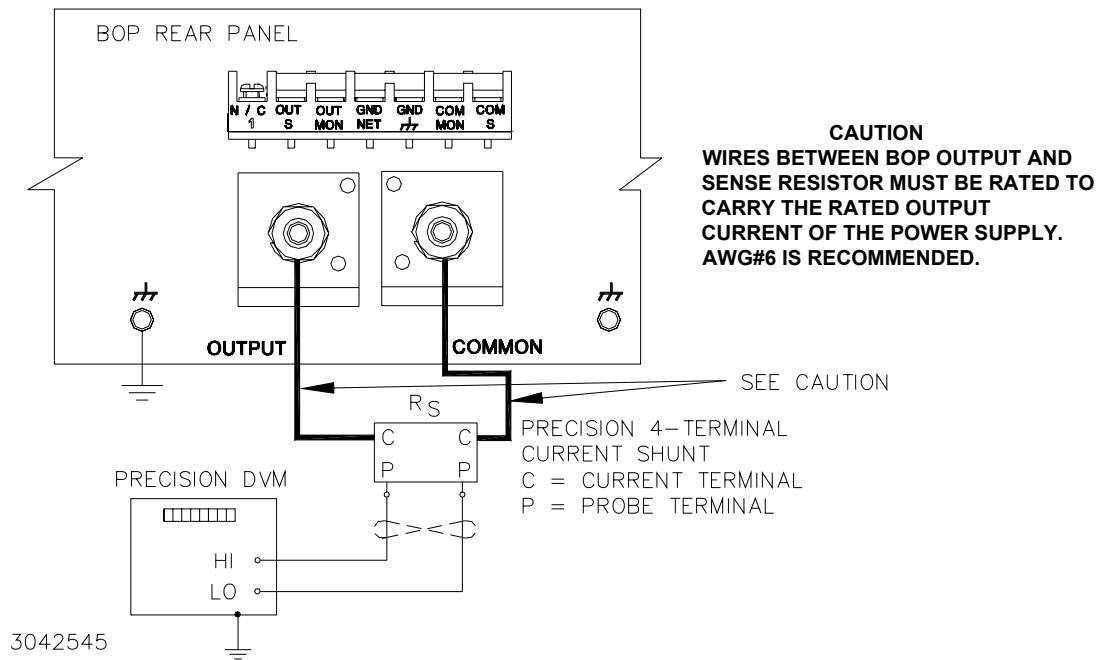 BOP REAR PANEL
N / C OUT OUT GND GND COM COM
1 S MON NET MON S
CAUTION
WIRES BETWEEN BOP OUTPUT AND
SENSE RESISTOR MUST BE RATED TO
CARRY THE RATED OUTPUT
CURRENT OF THE POWER SUPPLY.
AWG#6 IS RECOMMENDED.
OUTPUT
COMMON
SEE CAUTION
RS
C C
P P
PRECISION 4-TERMINAL
CURRENT SHUNT
C = CURRENT TERMINAL
P = PROBE TERMINAL
PRECISION DVM
HI
LO
3042545